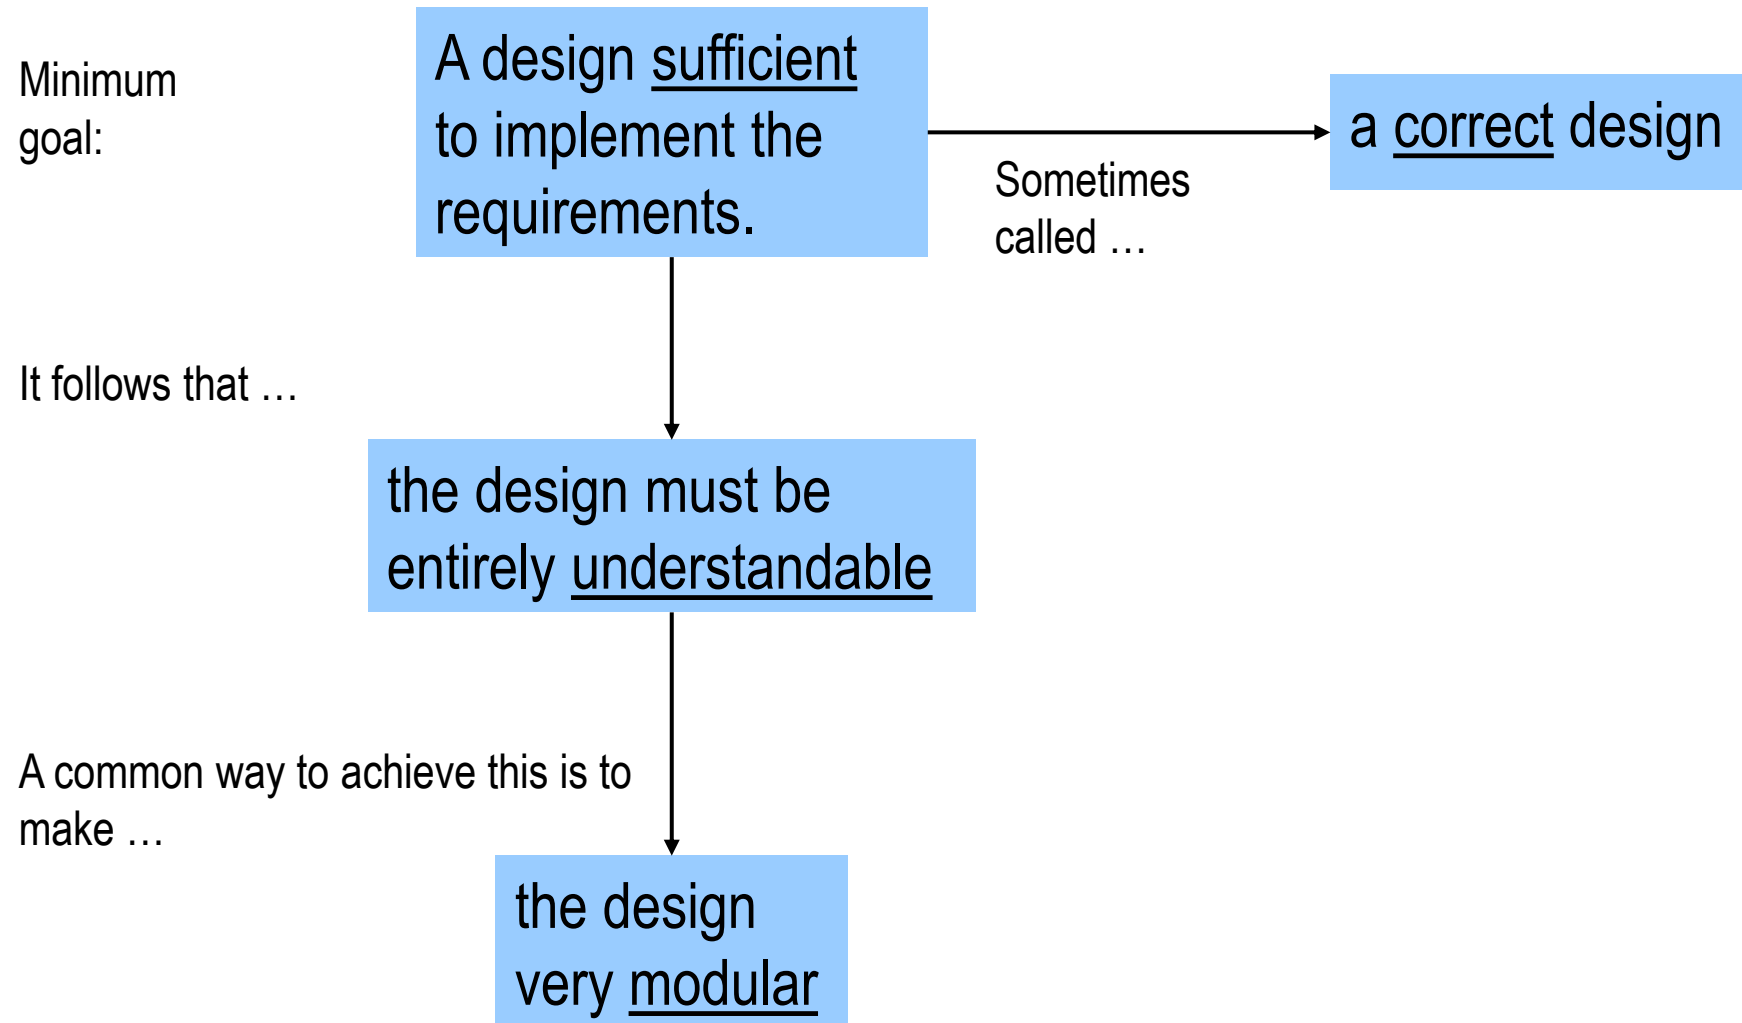 Minimum
goal:
A design sufficient
to implement the
requirements.
Sometimes
called …
a correct design
It follows that …
the design must be
entirely understandable
A common way to achieve this is to
make …
the design
very modular